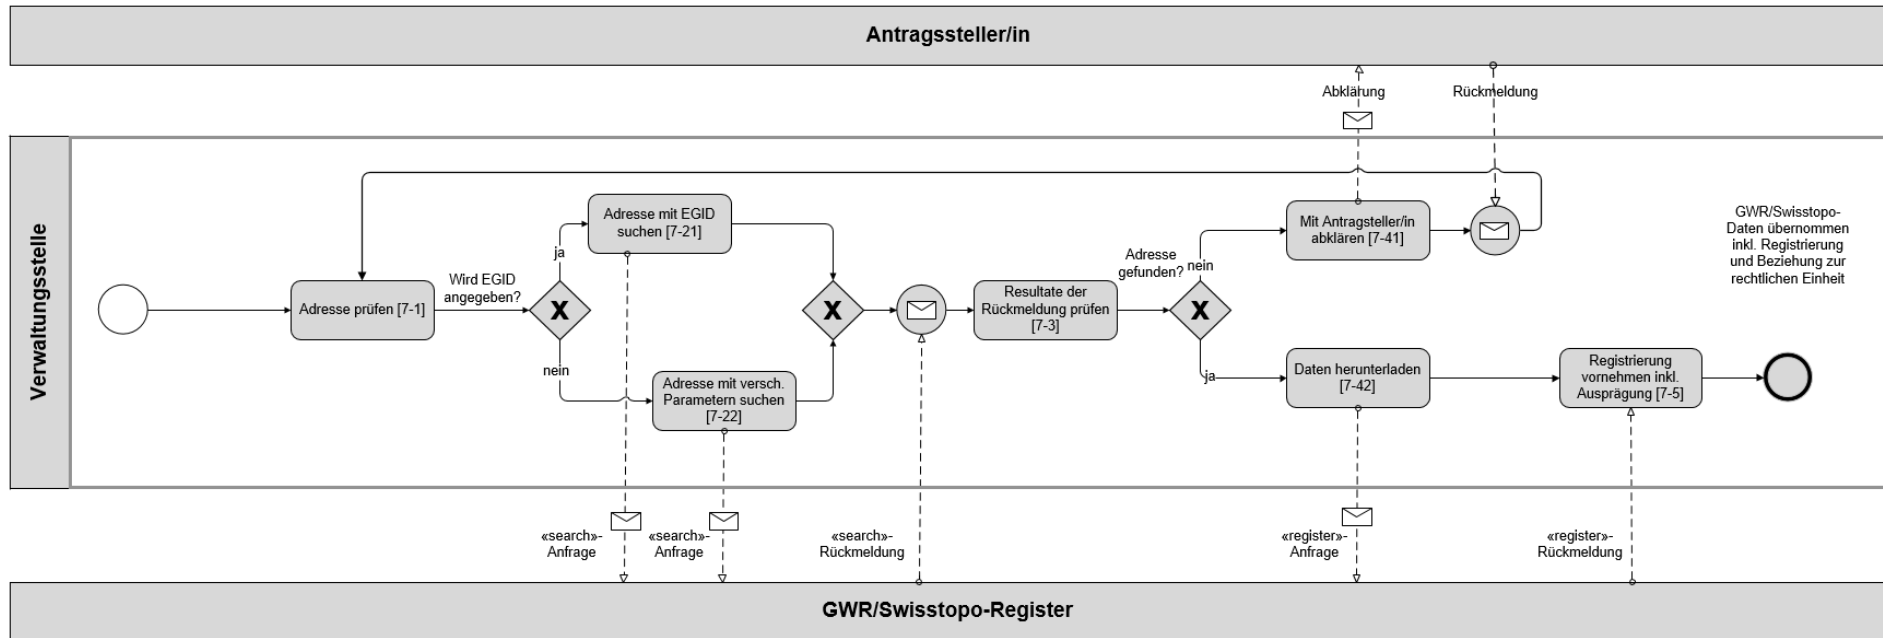 Antragssteller/in
Abklärung
Rückmeldung
Verwaltungsstelle
Adresse prüfen [7-1]
Wird EGID
angegeben?
ja
nein
Adresse mit EGID
suchen [7-21]
Adresse mit versch.
Parametern suchen
[7-22]
X
X
Resultate der
Rückmeldung prüfen
[7-3]
Adresse
gefunden?
nein
ja
X
Mit Antragsteller/in
abklären [7-41]
Daten herunterladen
[7-42]
Registrierung
vornehmen inkl.
Ausprägung [7-5]
GWR/Swisstopo-
Daten übernommen
inkl. Registrierung
und Beziehung zur
rechtlichen Einheit
«search»-
Anfrage
«search»-
Anfrage
«search»-
Rückmeldung
«register»-
Anfrage
«register»-
Rückmeldung
GWR/Swisstopo-Register